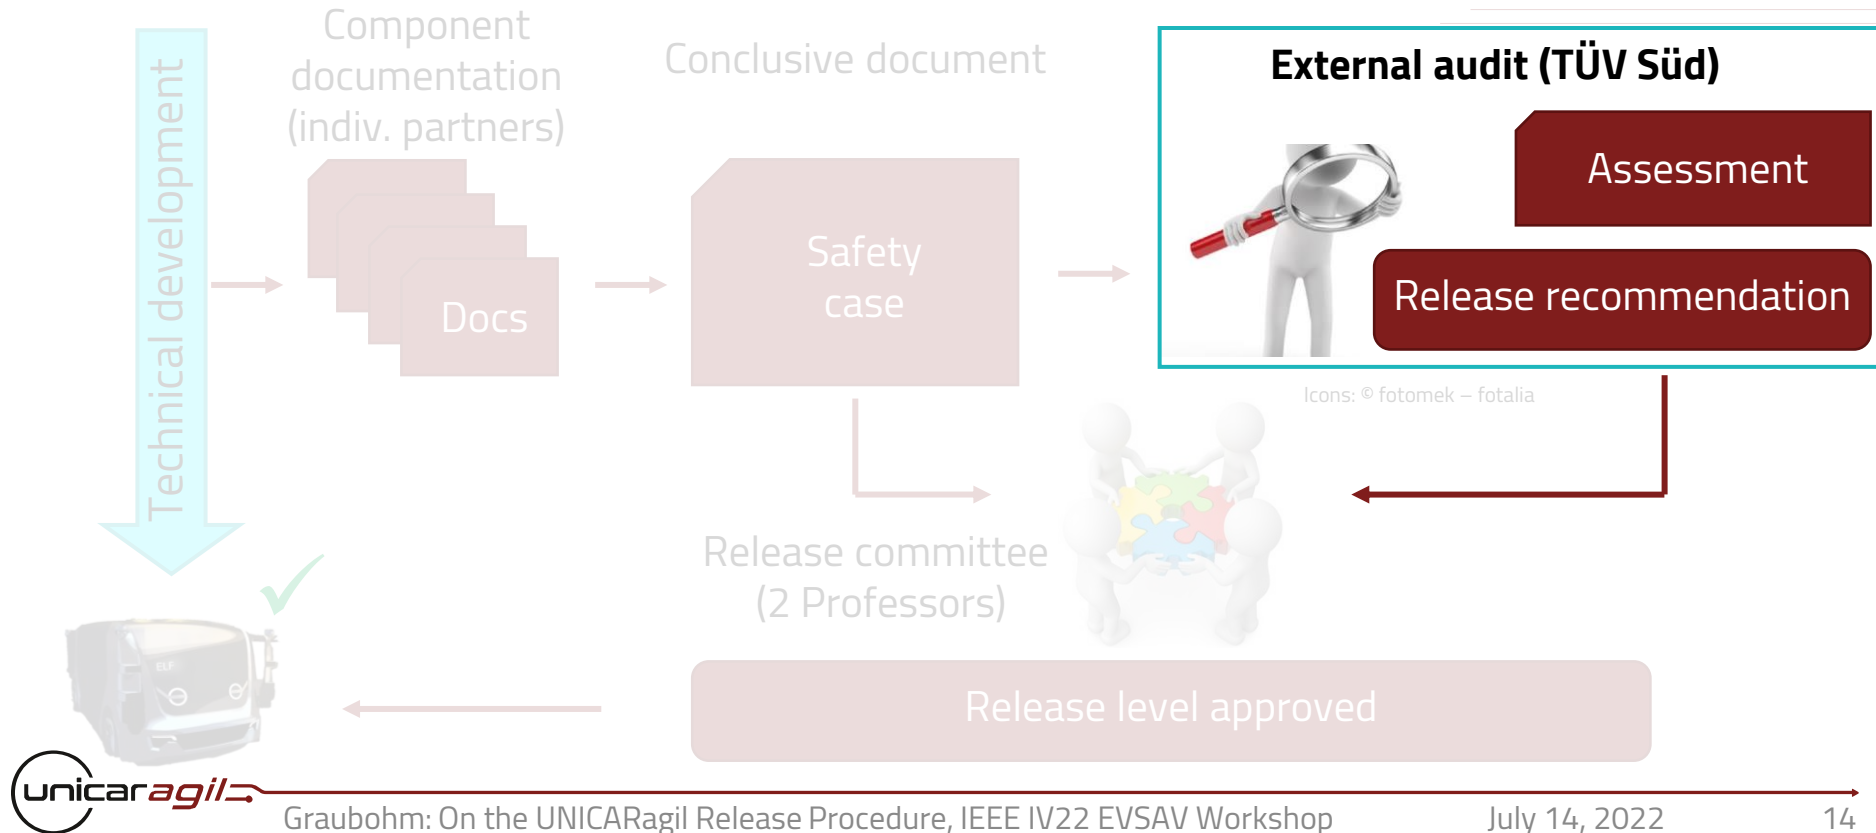 Technical development
Component
documentation
(indiv. partners)
Docs
Conclusive document
Safety
case
External audit (TÜV Süd)
Assessment
Release recommendation
Icons: © fotomek – fotalia
Release committee
(2 Professors)
Release level approved
ELF
unicaragil
Graubohm: On the UNICARagil Release Procedure, IEEE IV22 EVSAV Workshop
July 14, 2022
14